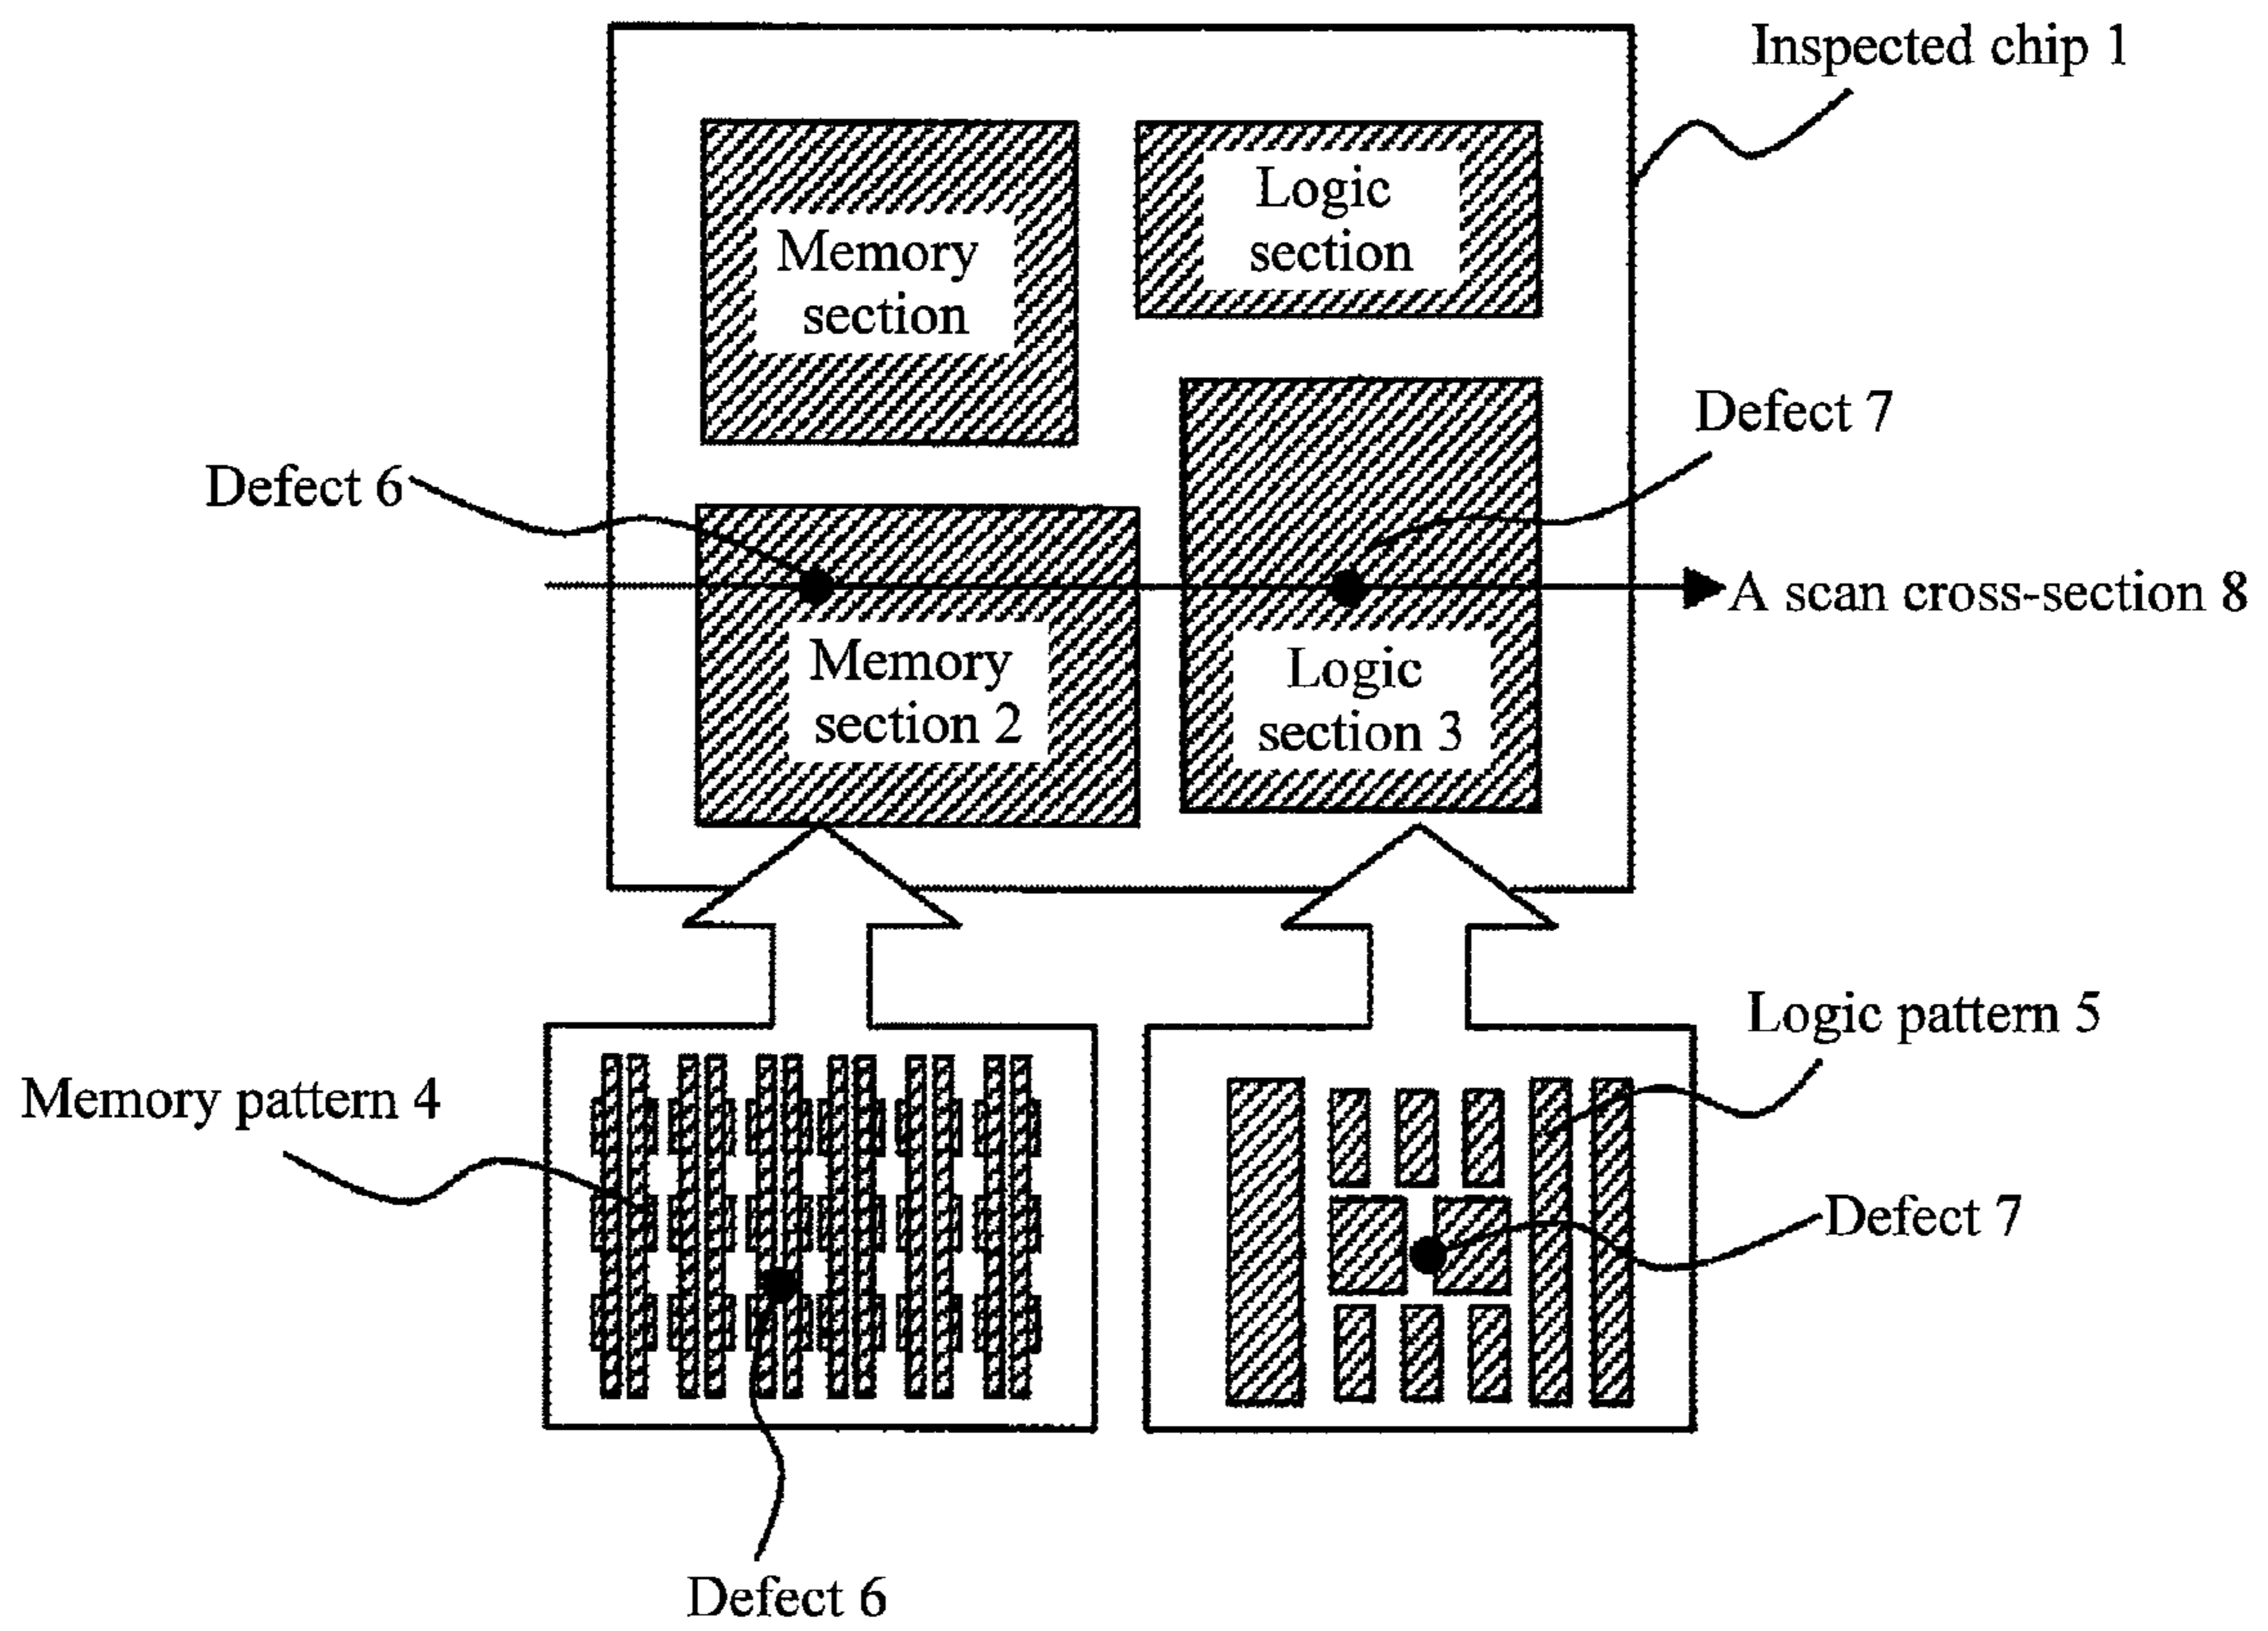 Inspected chip 1
Logic
section
Memory
section
Defect 7
Defect 6
A scan cross-section 8
Memory
section 2
Logic
section 3
Logic pattern 5
Memory pattern 4
Defect 7
Defect 6